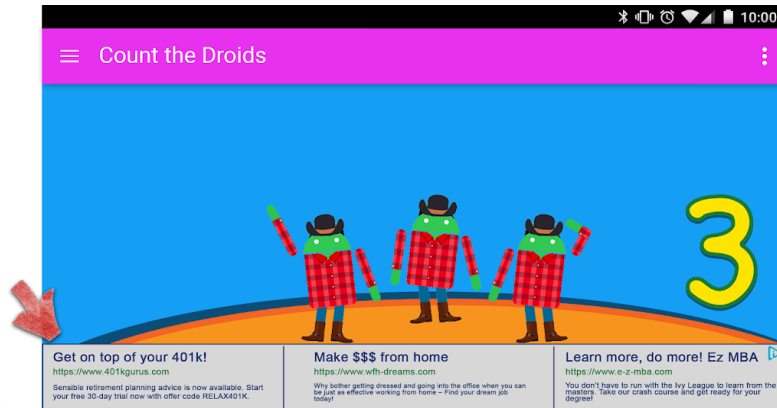 10:00
Count the Droids
3
Get on top of your 401k!
https://www.401kgurus.com
Sensible retirement planning advice is now available. Start
your free 30-day trial now with offer code RELAX401K.
Make $$$ from home
https://www.wfh-dreams.com
Why bother getting dressed and going into the office when you can
be just as effective working from home – Find your dream job
today!
Learn more, do more! Ez MBA
https://www.e-z-mba.com
You don't have to run with the Ivy League to learn from the
masters. Take our crash course and get ready for your
degree!